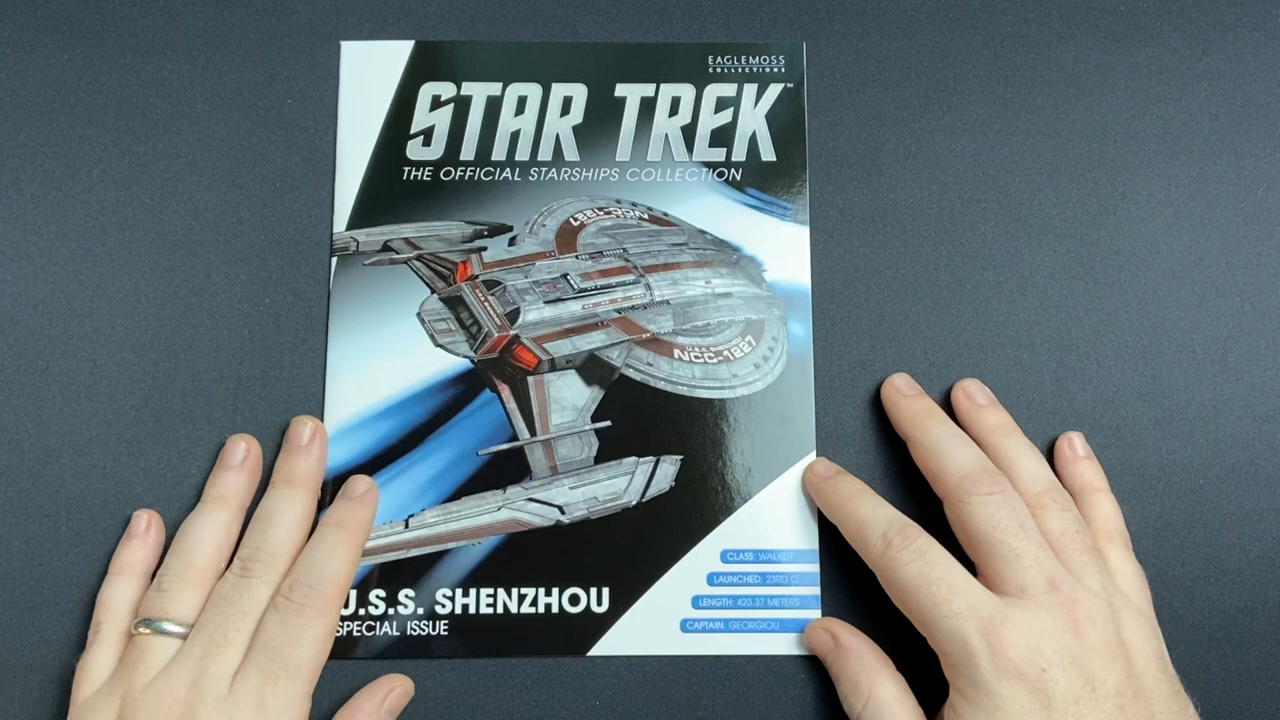 EAGLEMOSS
COLLECTIONS
STAR TREK™
THE OFFICIAL STARSHIPS COLLECTION
NCC-1227
U.S.S. SHENZHOU
NCC-1227
CLASS: WALKER
LAUNCHED: 23RD C.
LENGTH: 423.37 METERS
CAPTAIN: GEORGIOU
U.S.S. SHENZHOU
SPECIAL ISSUE